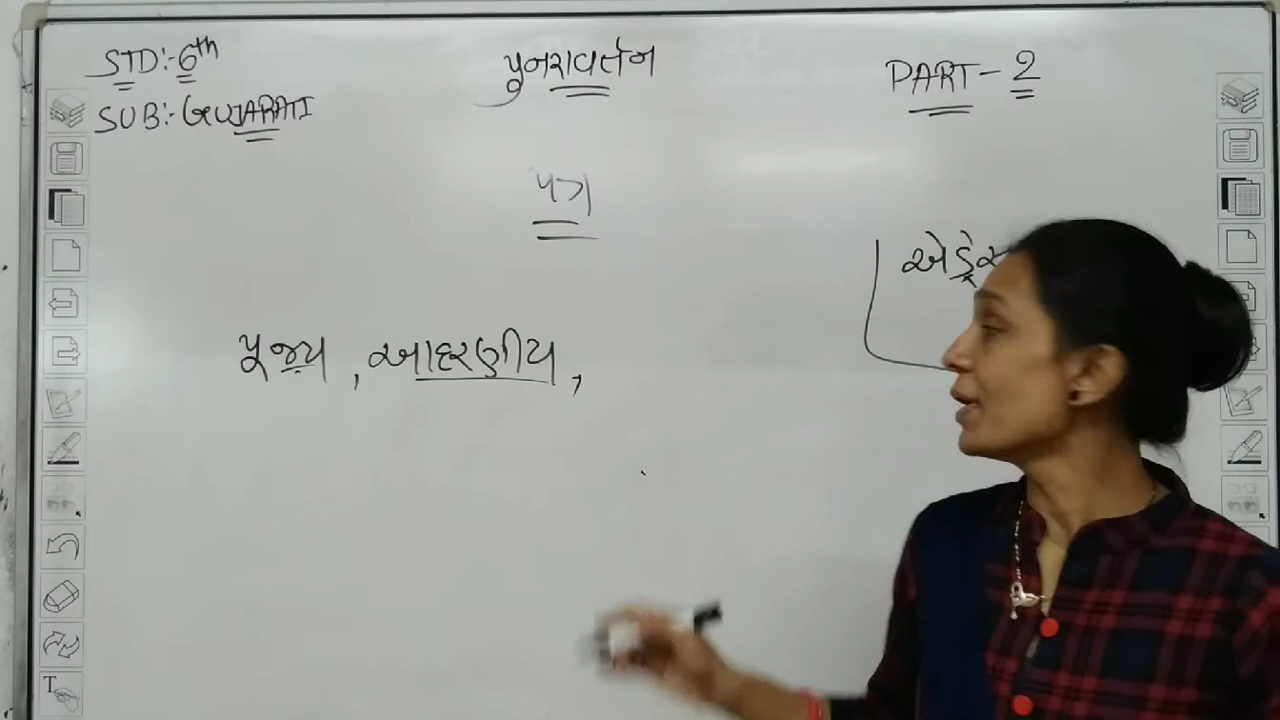 STD:- 6th
પુનરાવર્તન
PART - 2
SUB:- GUJARATI
પત્ર
પૂજ્ય , આદરણીય ,
T